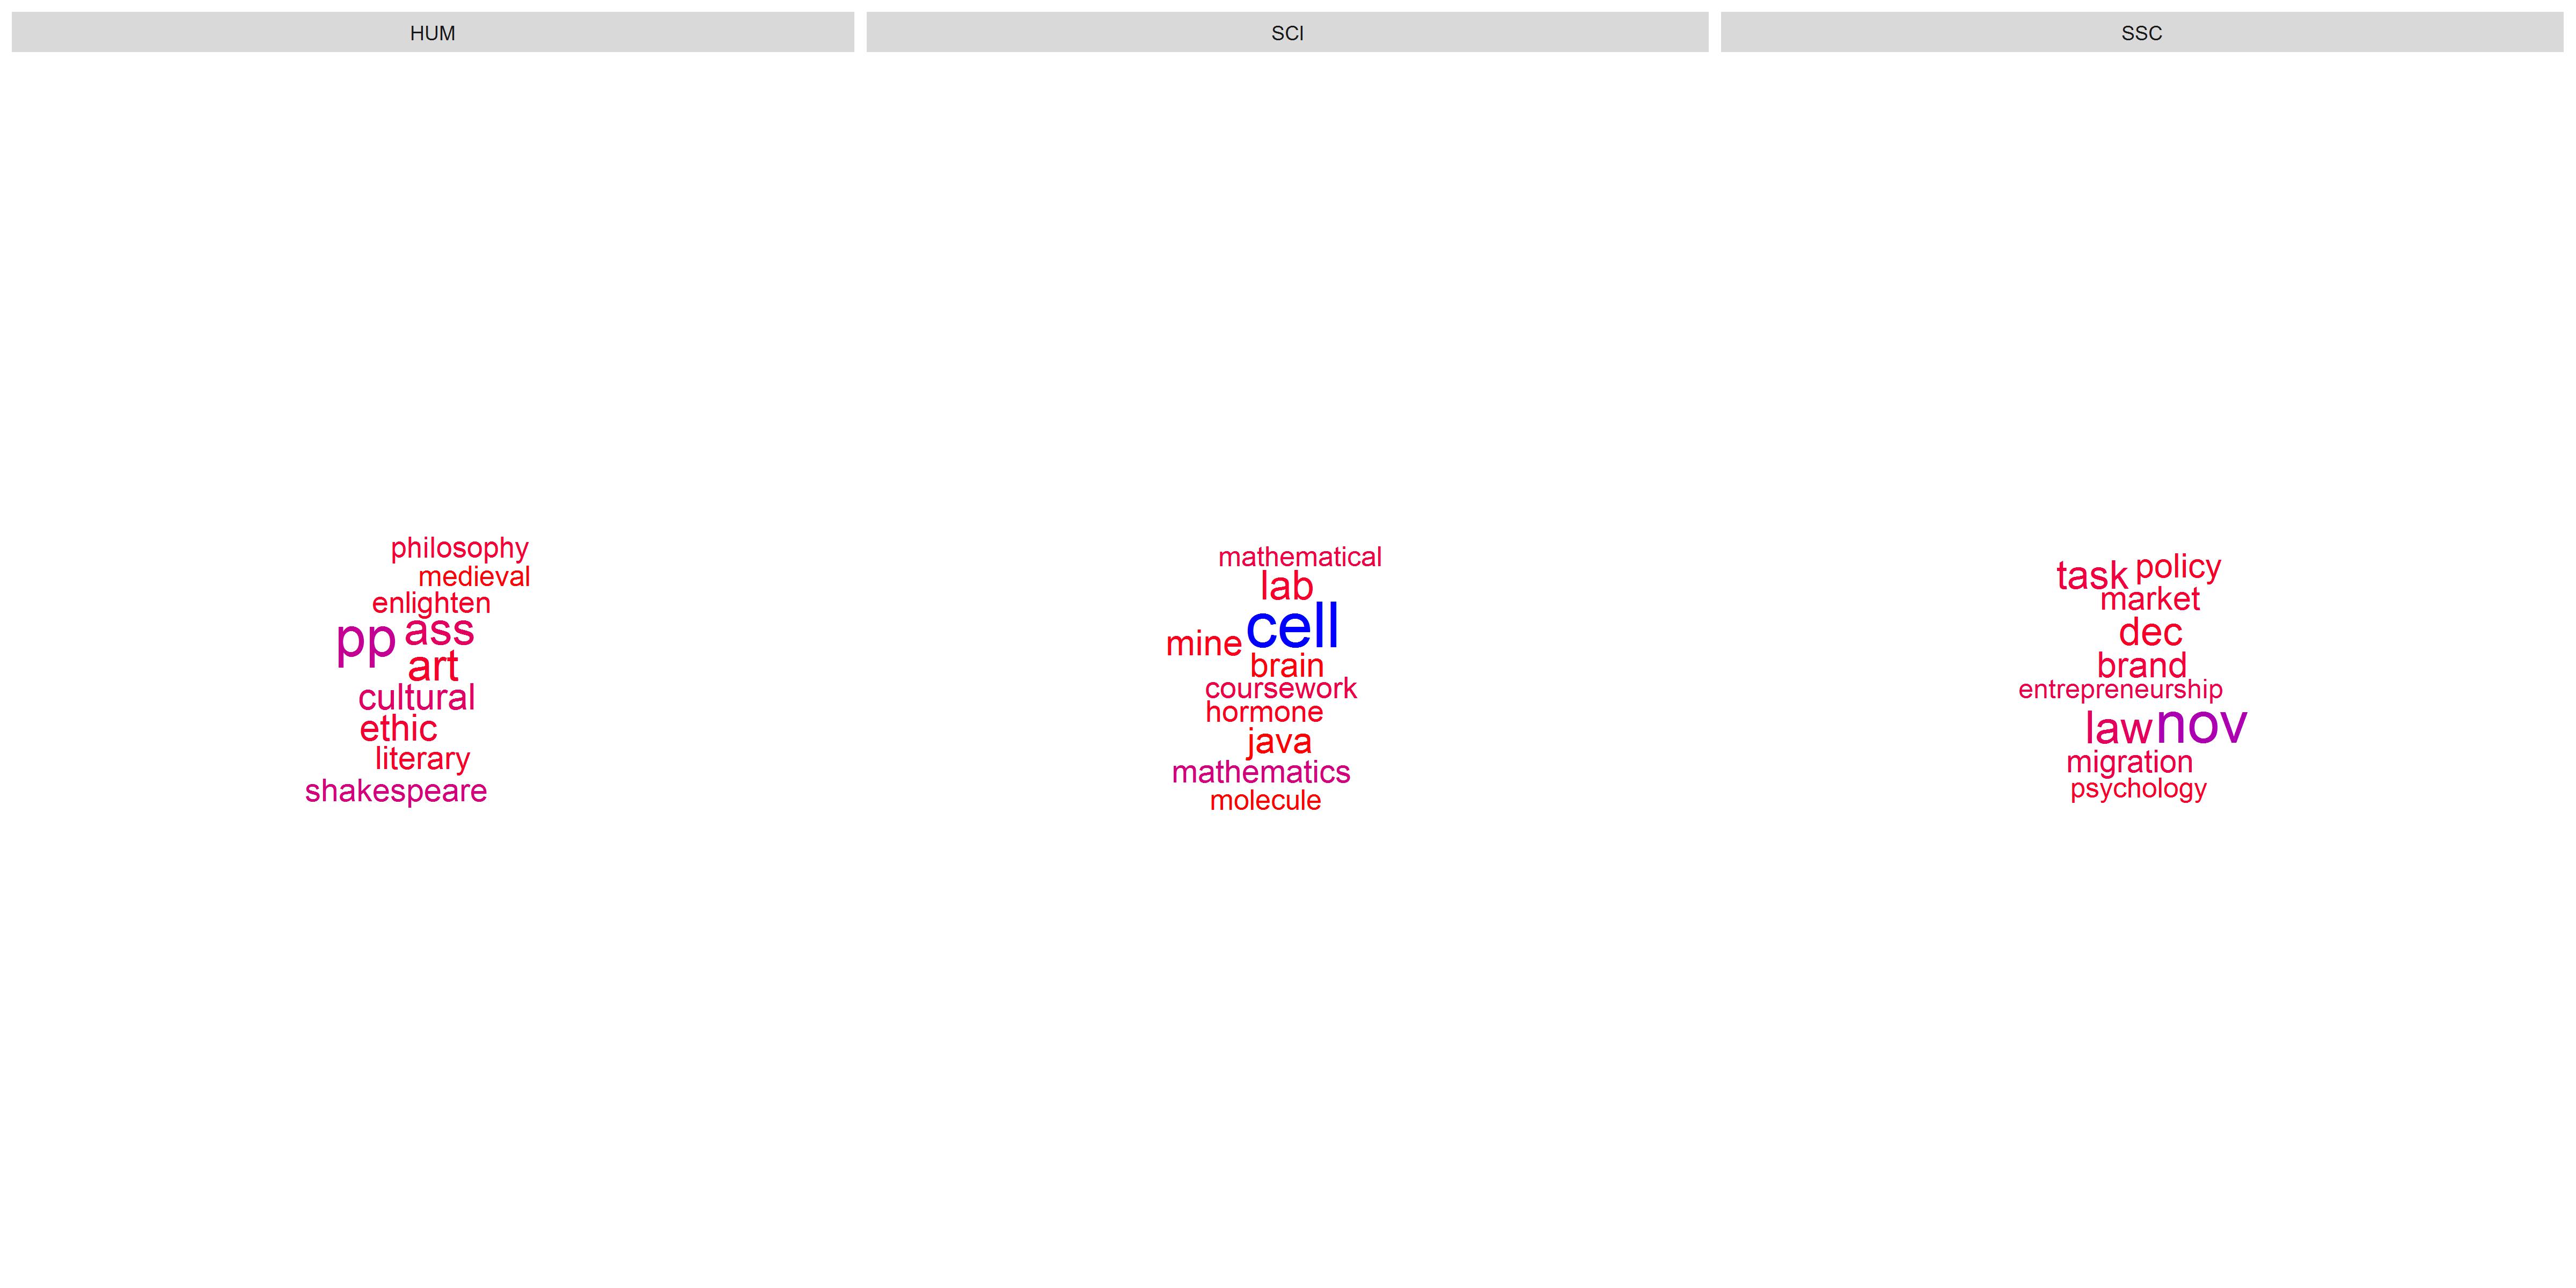 HUM
philosophy
medieval
enlighten
pp ass
art
cultural
ethic
literary
shakespeare
SCI
mathematical
lab
cell
mine
brain
coursework
hormone
java
mathematics
molecule
SSC
task policy
market
dec
brand
entrepreneurship
law nov
migration
psychology